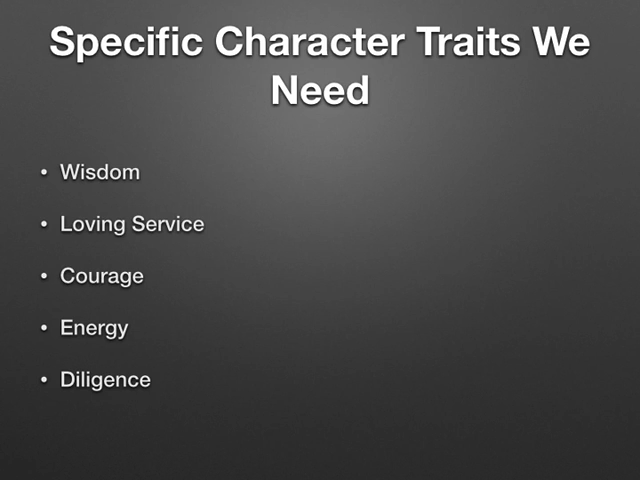 Specific Character Traits We
Need
• Wisdom
• Loving Service
• Courage
• Energy
• Diligence